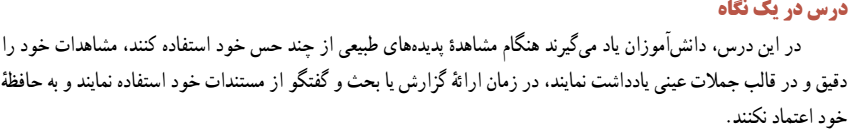 درس در یک نگاه
در این درس، دانش‌آموزان یاد می‌گیرند هنگام مشاهدهٔ پدیده‌های طبیعی از چند حس خود استفاده کنند، مشاهدات خود را
دقیق و در قالب جملات عینی یادداشت نمایند، در زمان ارائهٔ گزارش یا بحث و گفتگو از مستندات خود استفاده نمایند و به حافظهٔ
خود اعتماد نکنند.